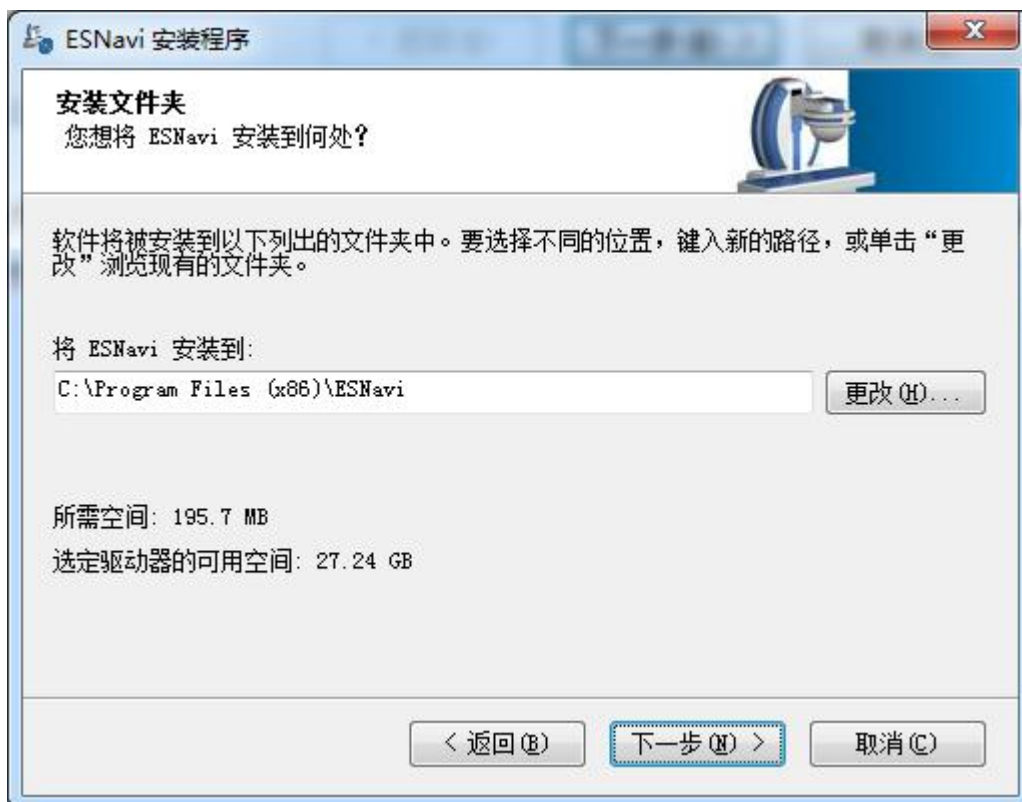 ESNavi 安装程序
安装文件夹
您想将 ESNavi 安装到何处？
软件将被安装到以下列出的文件夹中。要选择不同的位置，键入新的路径，或单击“更
改”浏览现有的文件夹。
将 ESNavi 安装到:
C:\Program Files (x86)\ESNavi
更改(H)...
所需空间: 195.7 MB
选定驱动器的可用空间: 27.24 GB
< 返回(B)
下一步(N) >
取消(C)